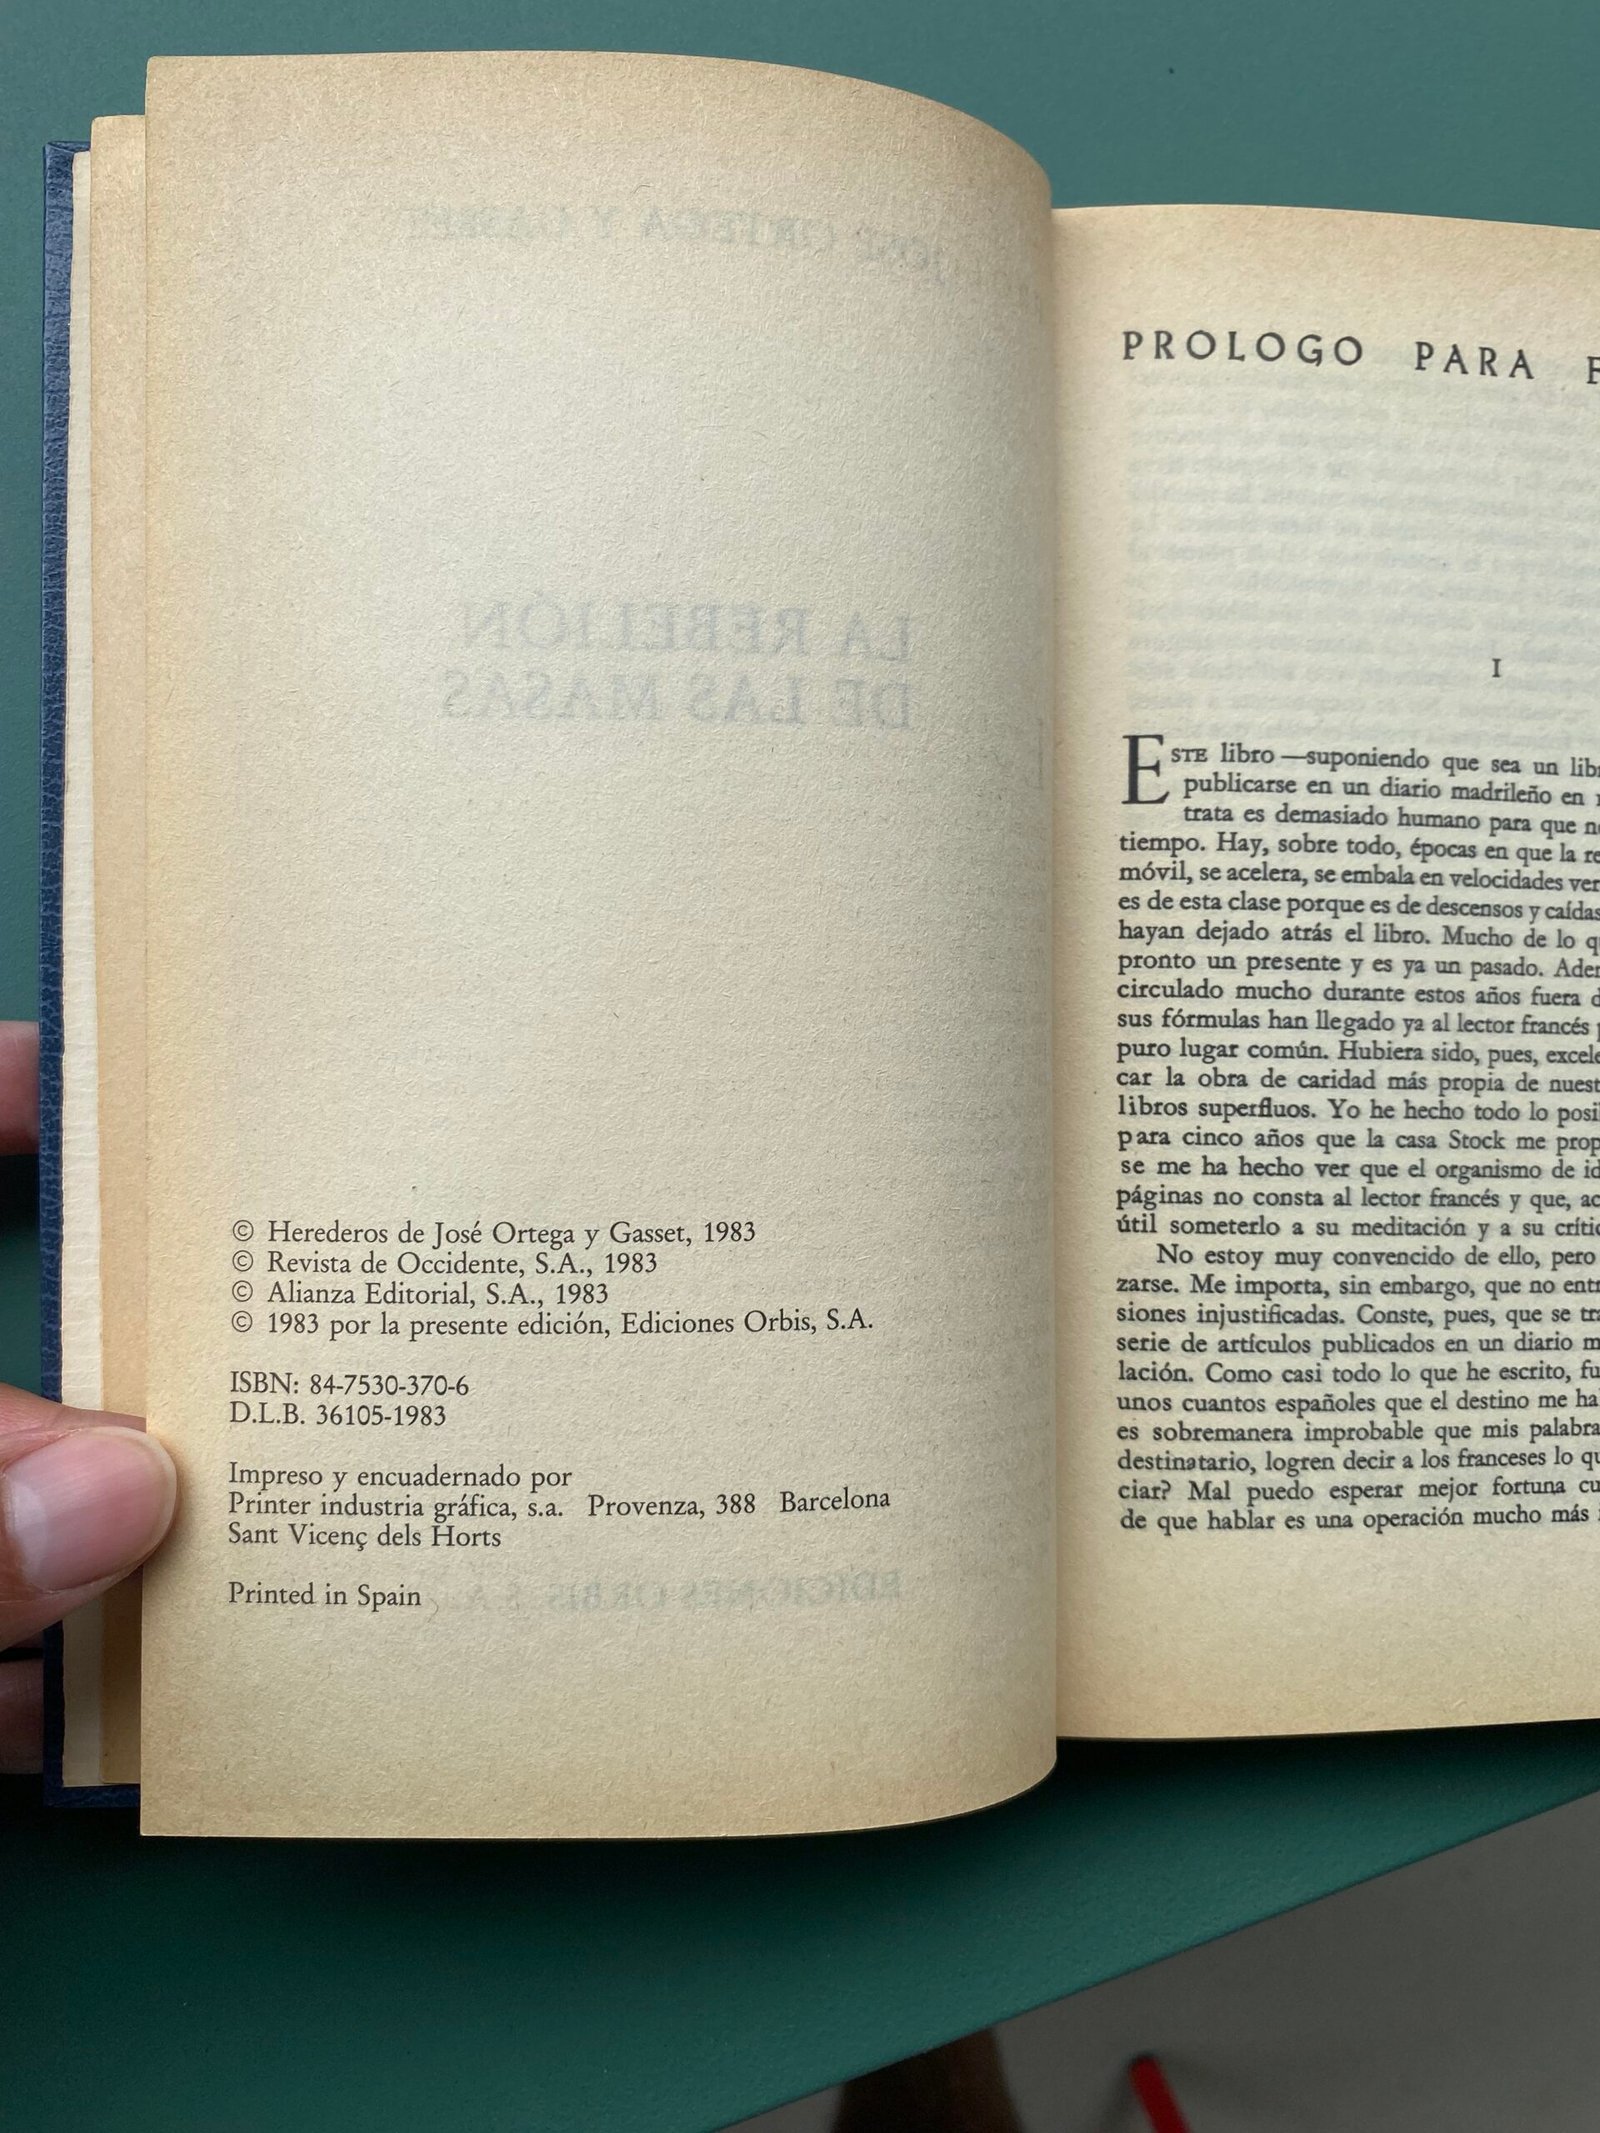 © Herederos de José Ortega y Gasset, 1983
© Revista de Occidente, S.A., 1983
© Alianza Editorial, S.A., 1983
© 1983 por la presente edición, Ediciones Orbis, S.A.
ISBN: 84-7530-370-6
D.L.B. 36105-1983
Impreso y encuadernado por
Printer industria gráfica, s.a. Provenza, 388 Barcelona
Sant Vicenç dels Horts
Printed in Spain
LA REBELIÓN
DE LAS MASAS
PROLOGO PARA
I
ESTE libro —suponiendo que sea un
publicarse en un diario madrileño en
trata es demasiado humano para que
tiempo. Hay, sobre todo, épocas en que la
móvil, se acelera, se embala en velocidades
es de esta clase porque es de descensos y caídas
hayan dejado atrás el libro. Mucho de lo
pronto un presente y es ya un pasado.
circulado mucho durante estos años fuera
sus fórmulas han llegado ya al lector francés
puro lugar común. Hubiera sido, pues,
car la obra de caridad más propia de
libros superfluos. Yo he hecho todo lo
para cinco años que la casa Stock me
se me ha hecho ver que el organismo de
páginas no consta al lector francés y que,
útil someterlo a su meditación y a su
No estoy muy convencido de ello, pero
zarse. Me importa, sin embargo, que no
siones injustificadas. Conste, pues, que se
serie de artículos publicados en un diario
lación. Como casi todo lo que he escrito,
unos cuantos españoles que el destino me
es sobremanera improbable que mis
destinatario, logren decir a los franceses lo
ciar? Mal puedo esperar mejor fortuna
de que hablar es una operación mucho más